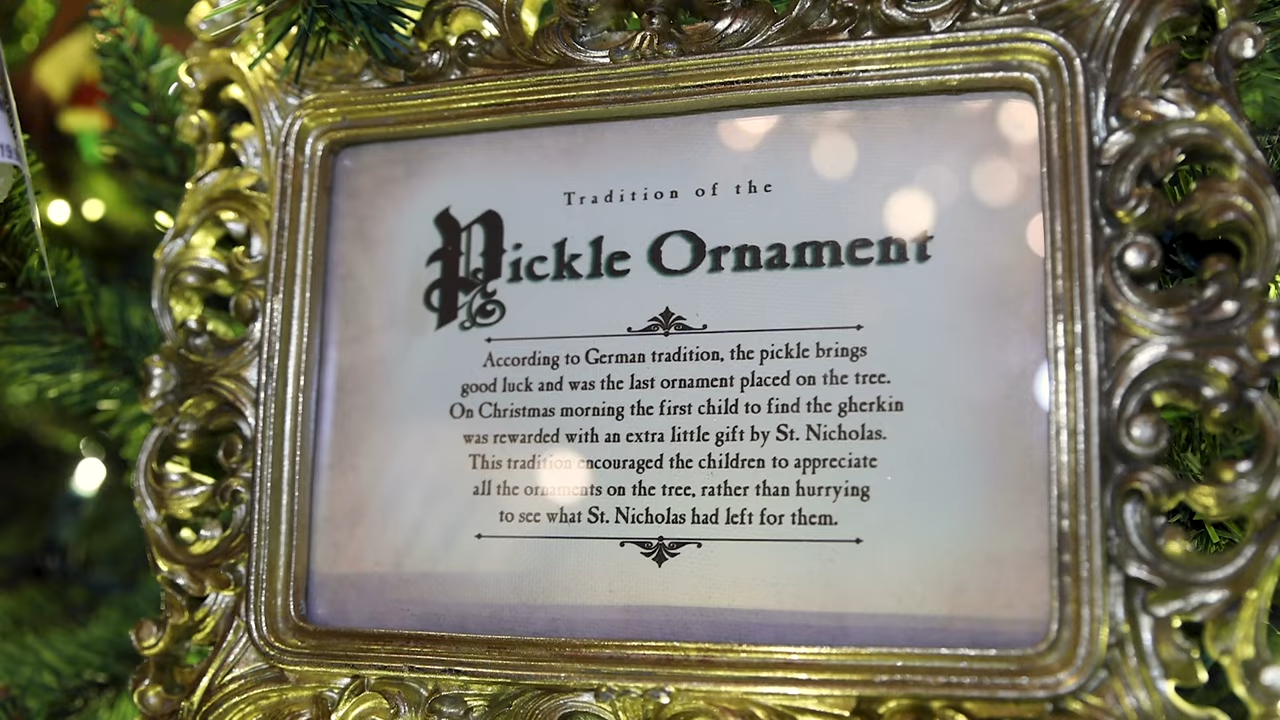 Tradition of the
Pickle Ornament
According to German tradition, the pickle brings
good luck and was the last ornament placed on the tree.
On Christmas morning the first child to find the gherkin
was rewarded with an extra little gift by St. Nicholas.
This tradition encouraged the children to appreciate
all the ornaments on the tree, rather than hurrying
to see what St. Nicholas had left for them.